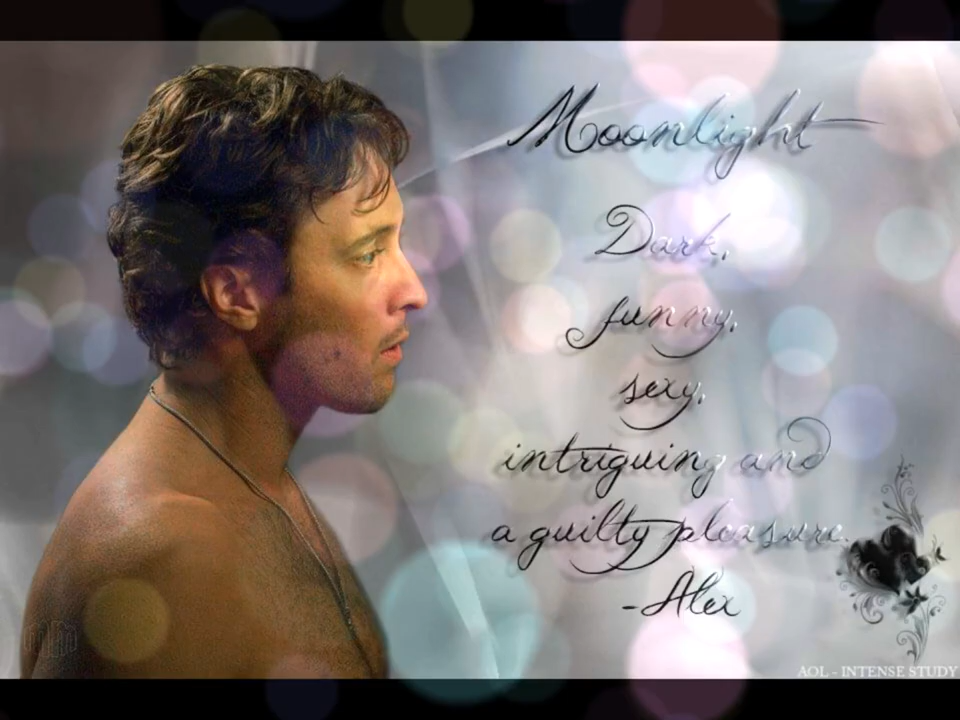 Moonlight
Dark,
funny,
sexy,
intriguing and
a guilty pleasure.
-Alex
AOL - INTENSE STUDY